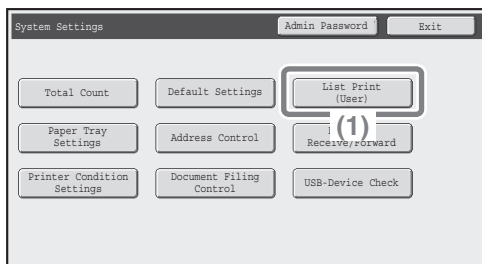 System Settings
Admin Password
Exit
Total Count
Default Settings
List Print
(User)
Paper Tray
Settings
Address Control
(1)
Receive/Forward
Printer Condition
Settings
Document Filing
Control
USB-Device Check